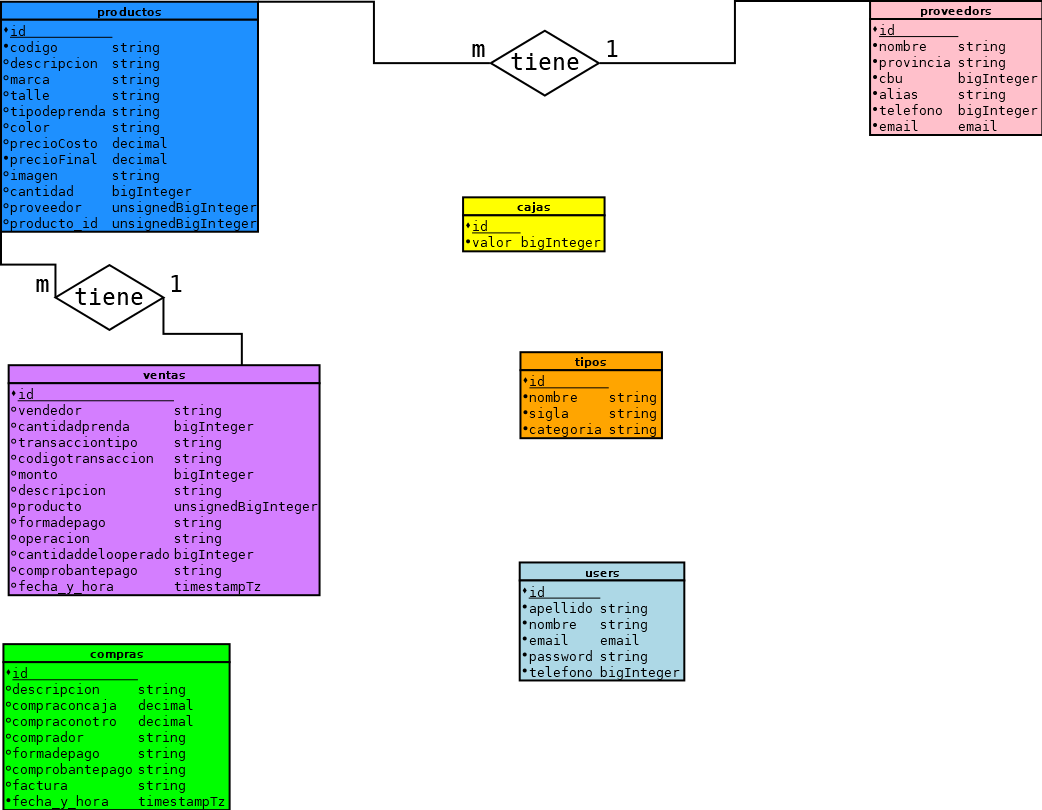 productos
id
codigo string
descripcion string
marca string
talle string
tipodeprenda string
color string
precioCosto decimal
precioFinal decimal
imagen string
cantidad bigInteger
proveedor unsignedBigInteger
producto_id unsignedBigInteger
m
tiene
1
proveedors
id
nombre string
provincia string
cbu bigInteger
alias string
telefono bigInteger
email email
cajas
id
valor bigInteger
m
tiene
1
tipos
id
nombre string
sigla string
categoria string
ventas
id
vendedor string
cantidadprenda bigInteger
transacciontipo string
codigotransaccion string
monto bigInteger
descripcion string
producto unsignedBigInteger
formadepago string
operacion string
cantidaddelooperado bigInteger
comprobantepago string
fecha_y_hora timestampTz
users
id
apellido string
nombre string
email email
password string
telefono bigInteger
compras
id
descripcion string
compraconcaja decimal
compraconotro decimal
comprador string
formadepago string
comprobantepago string
factura string
fecha_y_hora timestampTz